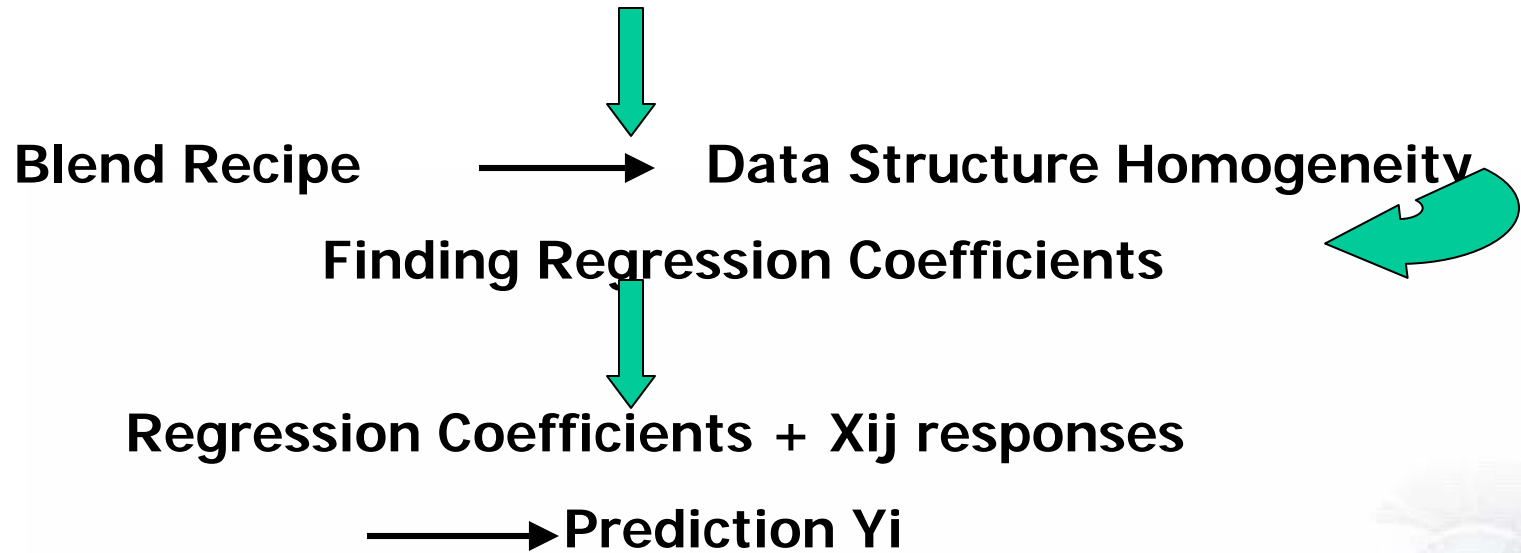 Blend Recipe Data Structure Homogeneity
Finding Regression Coefficients
Regression Coefficients + Xij responses
Prediction Yi